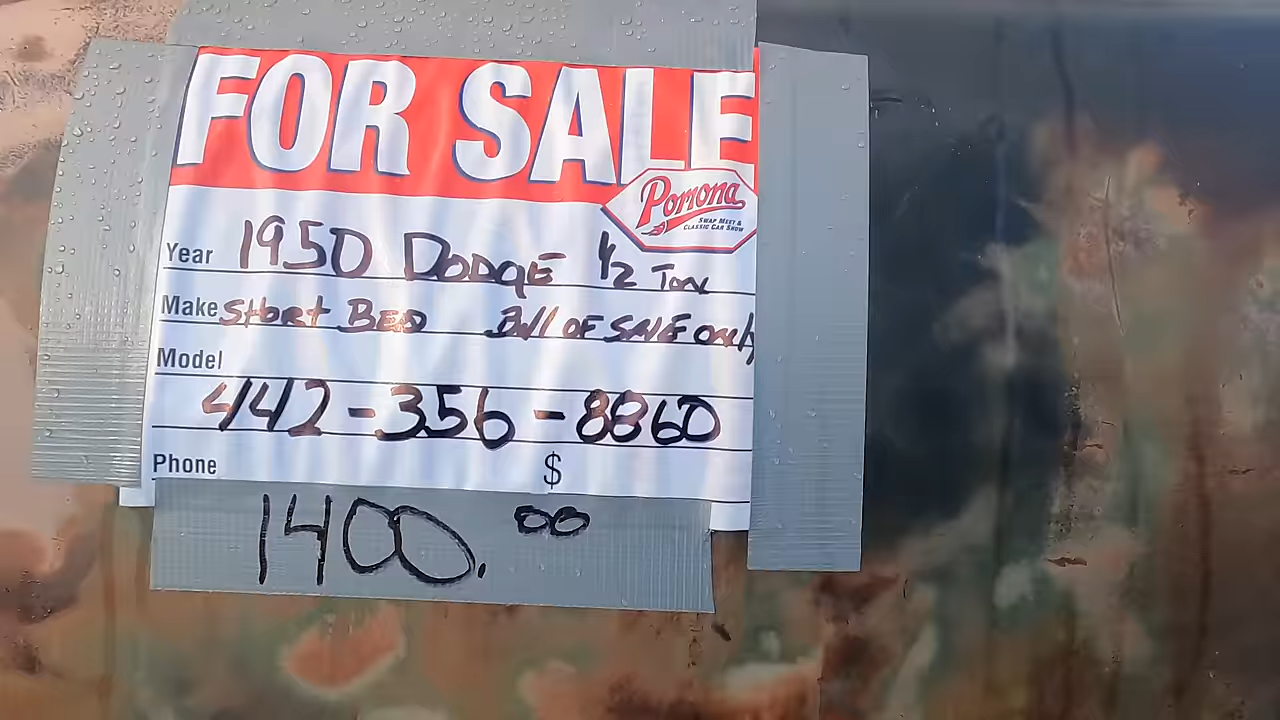 FOR SALE
Pomona
SWAP MEET &
CLASSIC CAR SHOW
Year 1950 DODGE 1/2 TON
Make SHORT BED Bill OF SALE ONLY
Model
442-356-8860
Phone $
1400.00